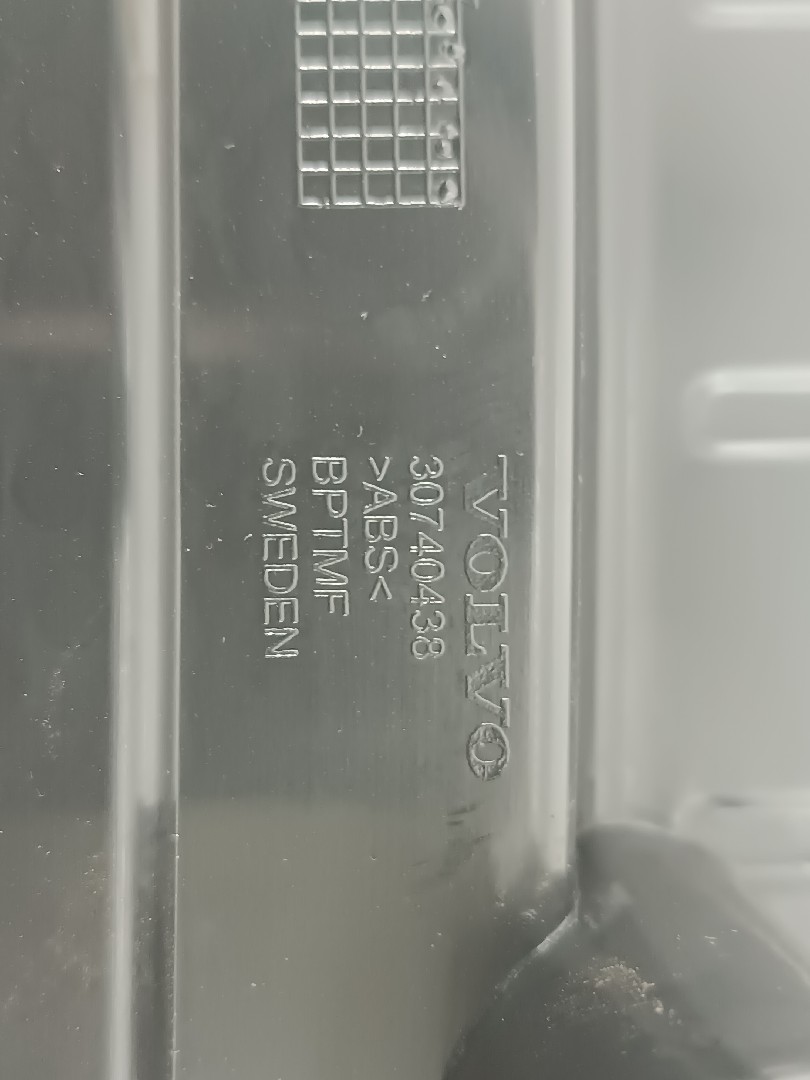 VOLVO
30740438
>ABS<
BPTMF
SWEDEN